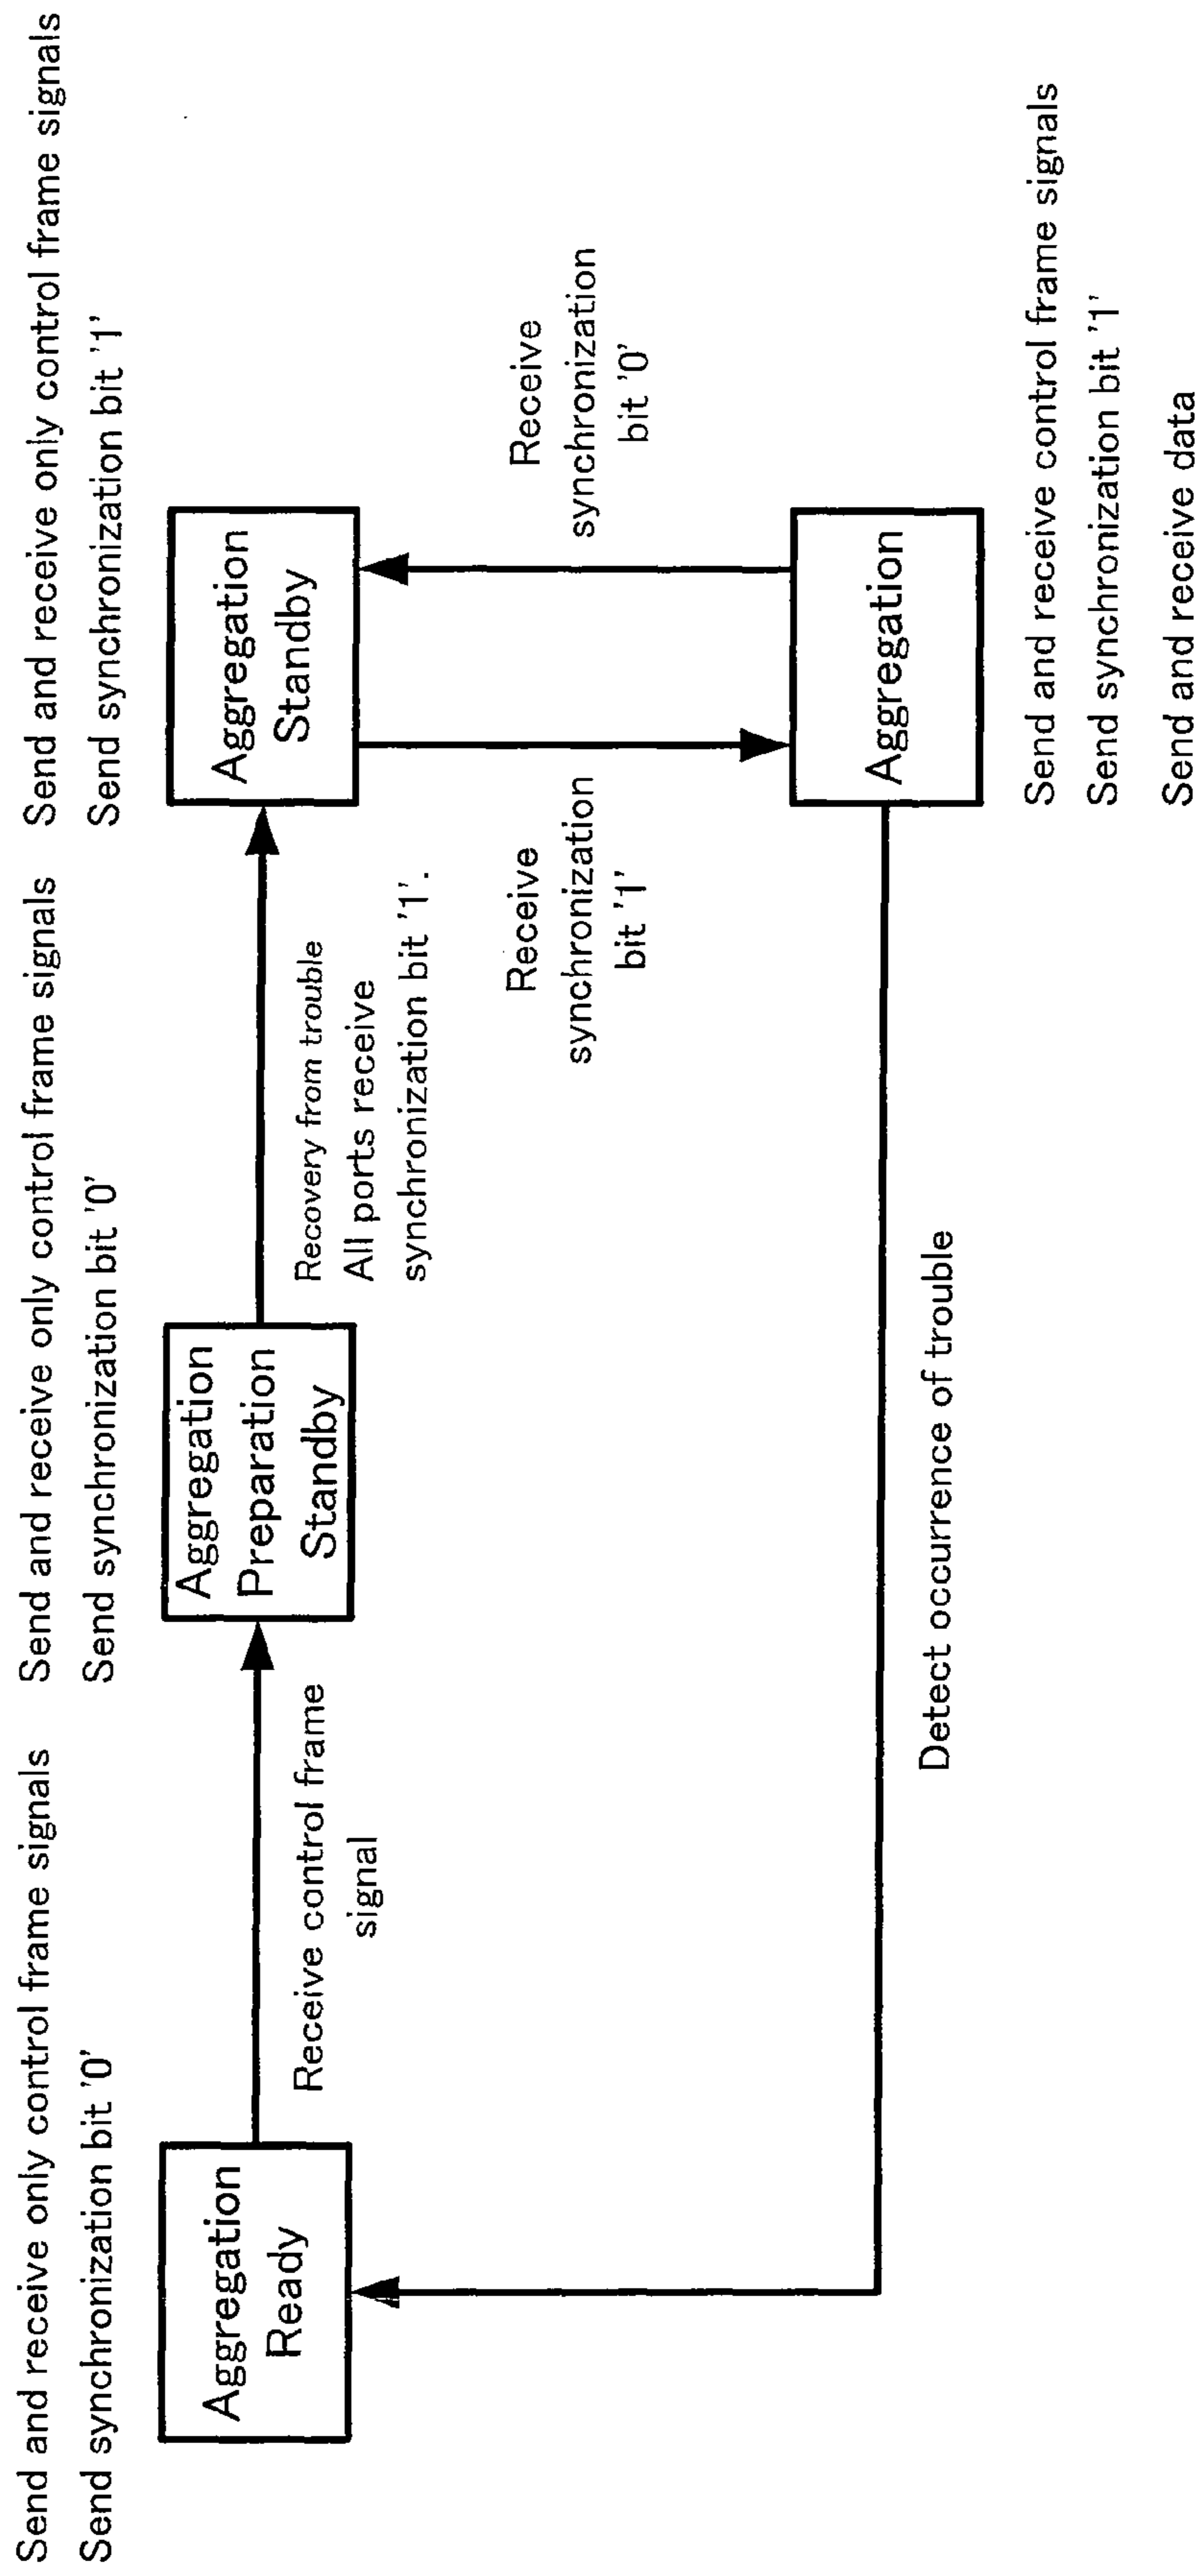 Send and receive only control frame signals
Send synchronization bit '0'
Send and receive only control frame signals
Send synchronization bit '0'
Send and receive only control frame signals
Send synchronization bit '1'
Aggregation
Ready
Receive control frame
signal
Aggregation
Preparation
Standby
Recovery from trouble
All ports receive
synchronization bit '1'.
Aggregation
Standby
Receive
synchronization
bit '1'
Receive
synchronization
bit '0'
Detect occurrence of trouble
Aggregation
Send and receive control frame signals
Send synchronization bit '1'
Send and receive data